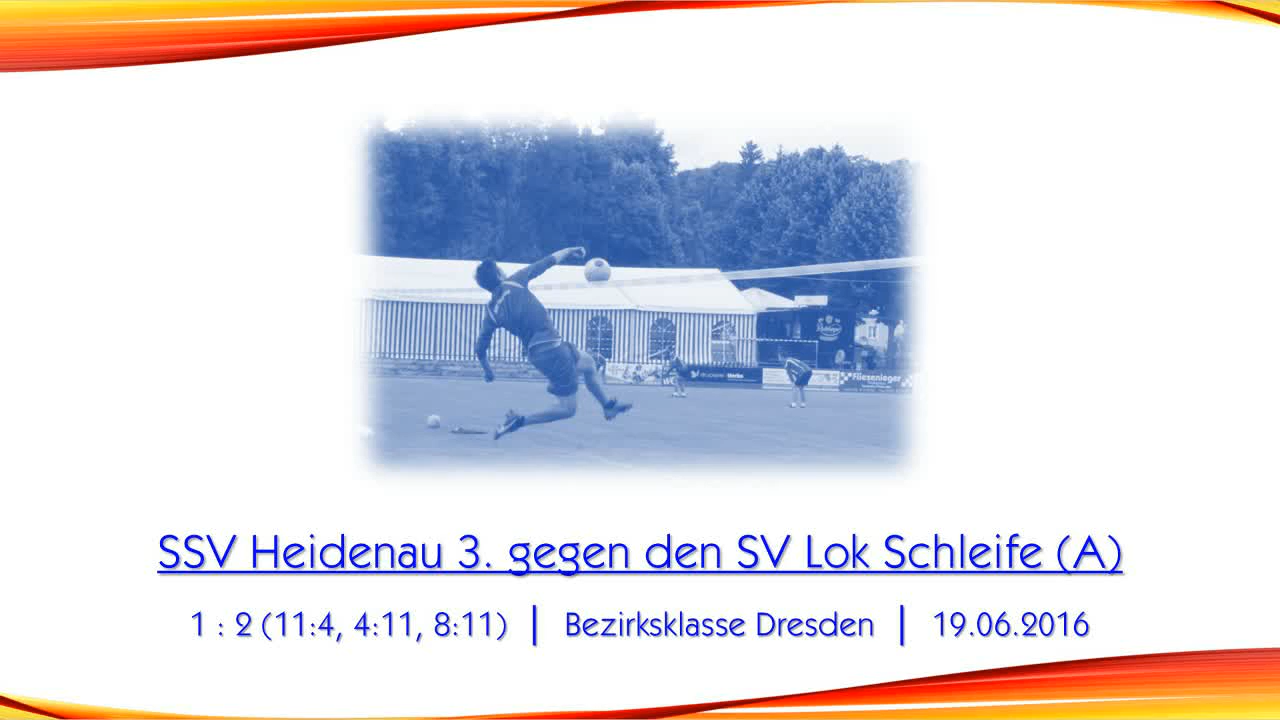 Fliesenleger
SSV Heidenau 3. gegen den SV Lok Schleife (A)
1 : 2 (11:4, 4:11, 8:11) | Bezirksklasse Dresden | 19.06.2016